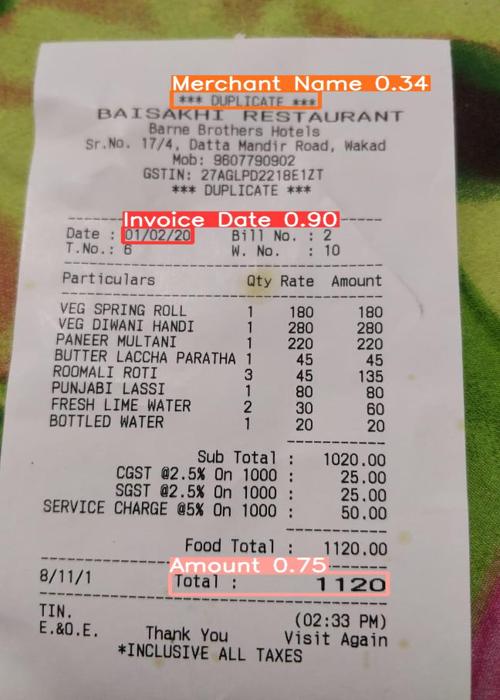 Merchant Name 0.34
*** DUPLICATE ***
BAISAKHI RESTAURANT
Barne Brothers Hotels
Sr.No. 17/4, Datta Mandir Road, Wakad
Mob: 9607790902
GSTIN: 27AGLPD2218E1ZT
*** DUPLICATE ***
Invoice Date 0.90
Date : 01/02/20 Bill No. : 2
T.No.: 6 W. No. : 10
Particulars Qty Rate Amount
VEG SPRING ROLL 1 180 180
VEG DIWANI HANDI 1 280 280
PANEER MULTANI 1 220 220
BUTTER LACCHA PARATHA 1 45 45
ROOMALI ROTI 3 45 135
PUNJABI LASSI 1 80 80
FRESH LIME WATER 2 30 60
BOTTLED WATER 1 20 20
Sub Total : 1020.00
CGST @2.5% On 1000 : 25.00
SGST @2.5% On 1000 : 25.00
SERVICE CHARGE @5% On 1000 : 50.00
Food Total : 1120.00
Amount 0.75
8/11/1 Total : 1120
TIN. (02:33 PM)
E.&O.E. Thank You Visit Again
*INCLUSIVE ALL TAXES